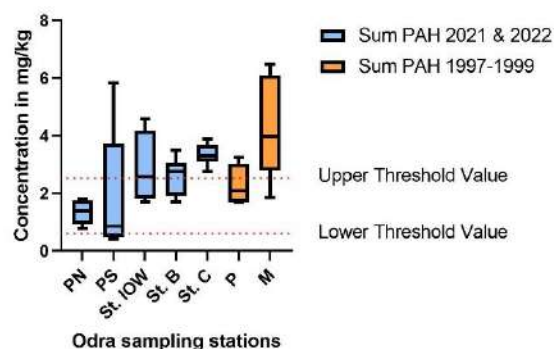 Concentration in mg/kg
8
6
4
2
0
PN
PS
St. IOW
St. B
St. C
P
M
Odra sampling stations
Sum PAH 2021 & 2022
Sum PAH 1997-1999
Upper Threshold Value
Lower Threshold Value